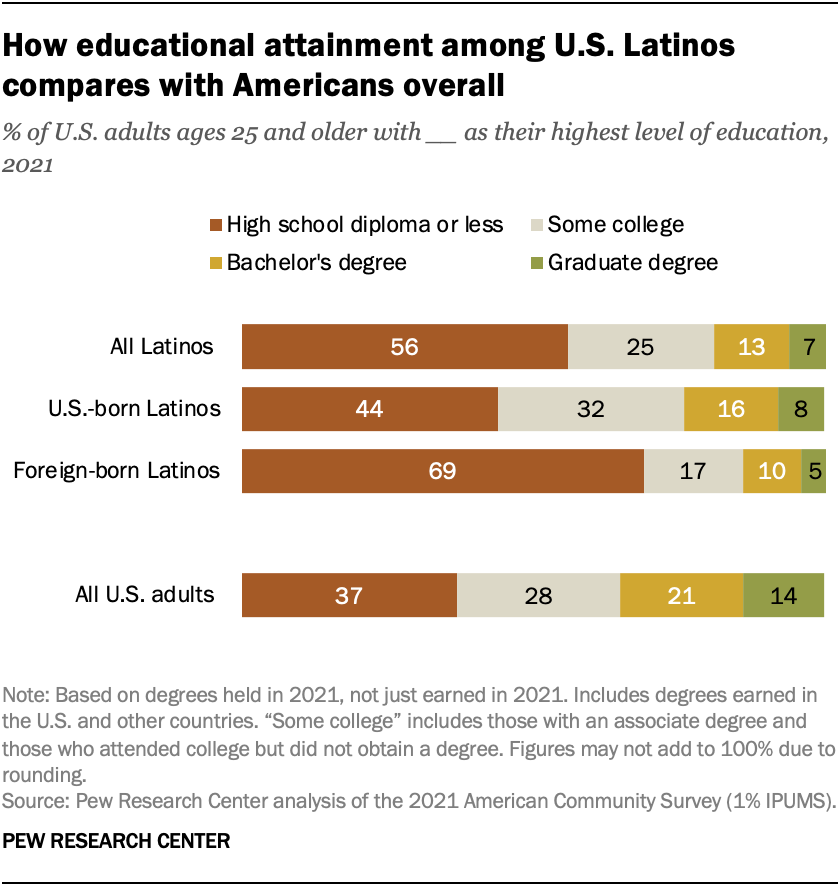 How educational attainment among U.S. Latinos
compares with Americans overall
% of U.S. adults ages 25 and older with __ as their highest level of education,
2021
High school diploma or less Some college
Bachelor's degree Graduate degree
All Latinos 56 25 13 7
U.S.-born Latinos 44 32 16 8
Foreign-born Latinos 69 17 10 5
All U.S. adults 37 28 21 14
Note: Based on degrees held in 2021, not just earned in 2021. Includes degrees earned in
the U.S. and other countries. “Some college” includes those with an associate degree and
those who attended college but did not obtain a degree. Figures may not add to 100% due to
rounding.
Source: Pew Research Center analysis of the 2021 American Community Survey (1% IPUMS).
PEW RESEARCH CENTER